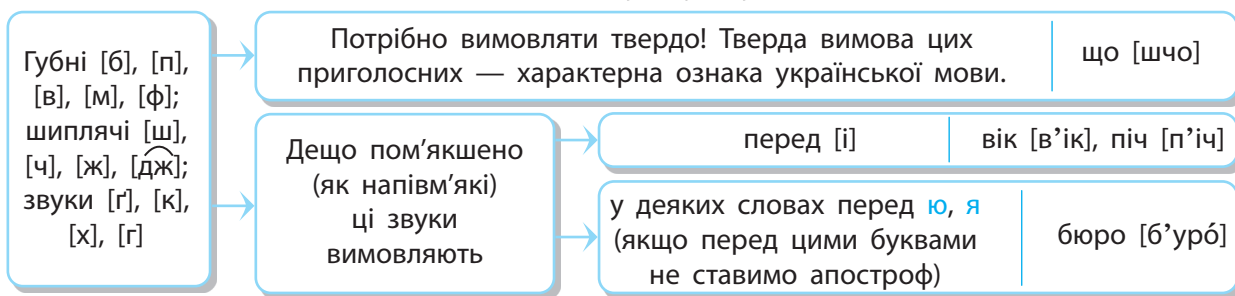 Губні [б], [п],
[в], [м], [ф];
шиплячі [ш],
[ч], [ж], [д͡ж];
звуки [ґ], [к],
[х], [г]
Потрібно вимовляти твердо! Тверда вимова цих
приголосних — характерна ознака української мови.
що [шчо]
Дещо пом’якшено
(як напівм’які)
ці звуки
вимовляють
перед [і]
вік [в’ік], піч [п’іч]
у деяких словах перед ю, я
(якщо перед цими буквами
не ставимо апостроф)
бюро [б’уро́]